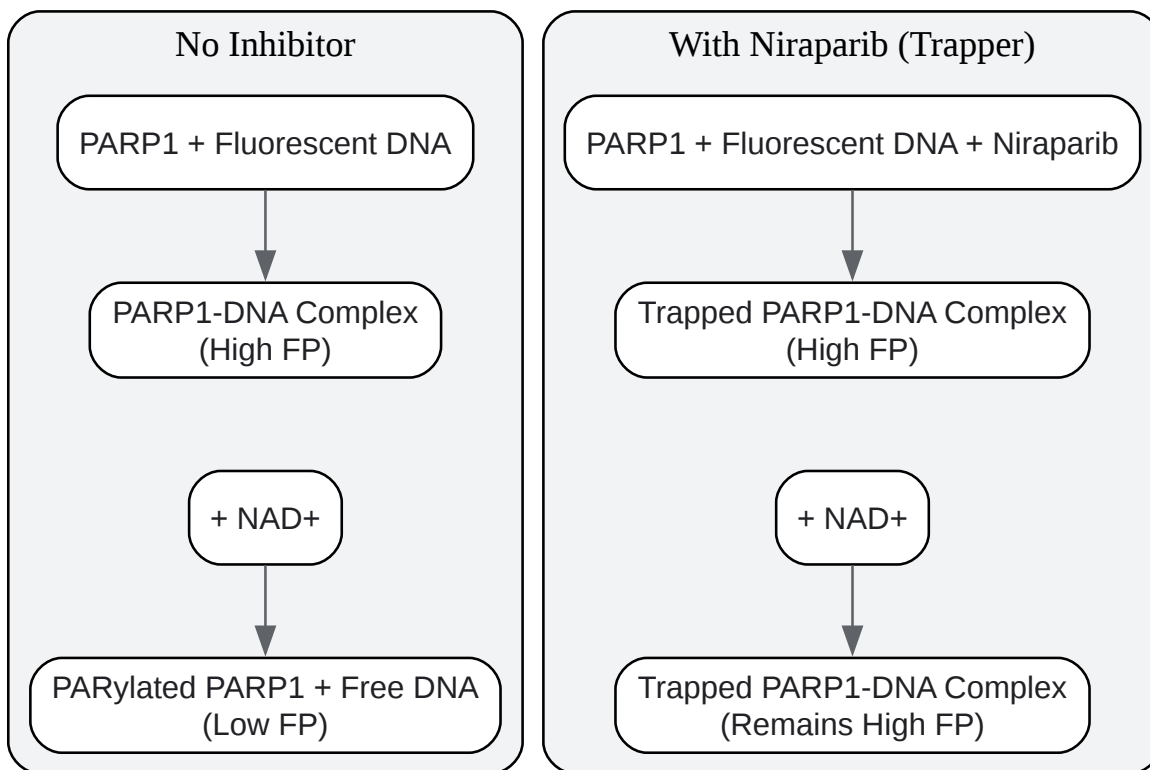 No Inhibitor
PARP1 + Fluorescent DNA
PARP1-DNA Complex
(High FP)
+ NAD+
PARylated PARP1 + Free DNA
(Low FP)
With Niraparib (Trapper)
PARP1 + Fluorescent DNA + Niraparib
Trapped PARP1-DNA Complex
(High FP)
+ NAD+
Trapped PARP1-DNA Complex
(Remains High FP)